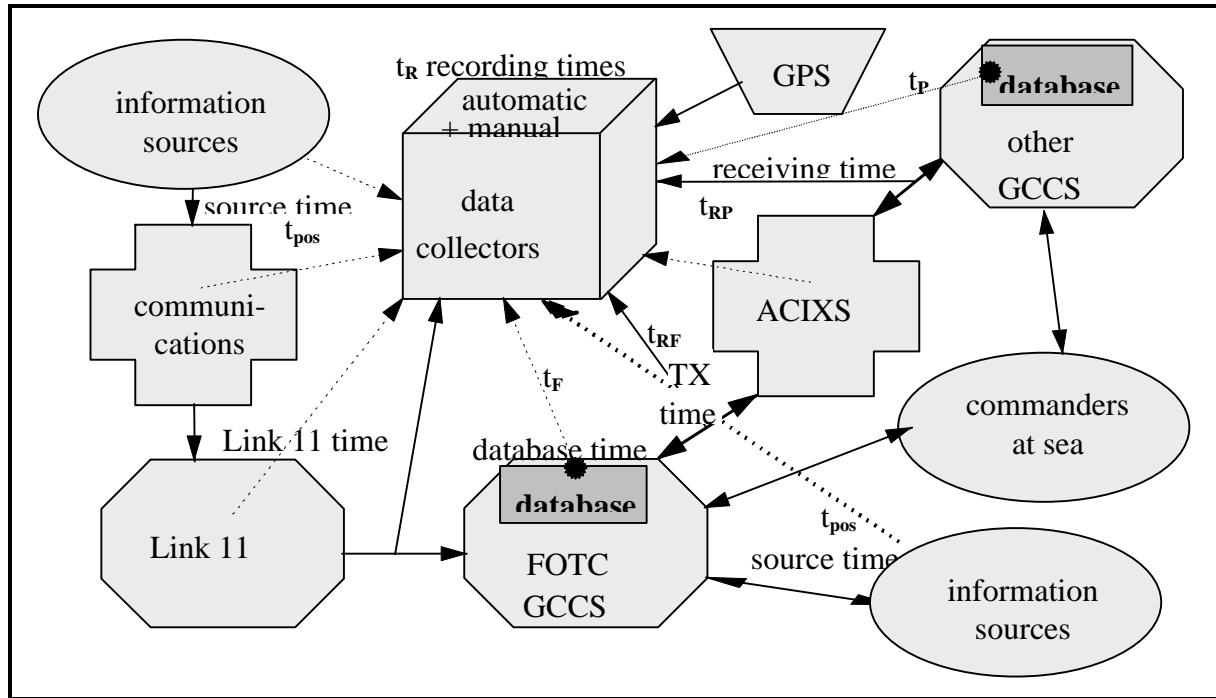 t_R recording times
automatic
+ manual
data
collectors
information
sources
source time
t_pos
communi-
cations
Link 11 time
Link 11
GPS
t_P
database
other
GCCS
receiving time
t_RP
ACIXS
t_RF
TX
time
t_F
database time
database
FOTC
GCCS
commanders
at sea
t_pos
source time
information
sources